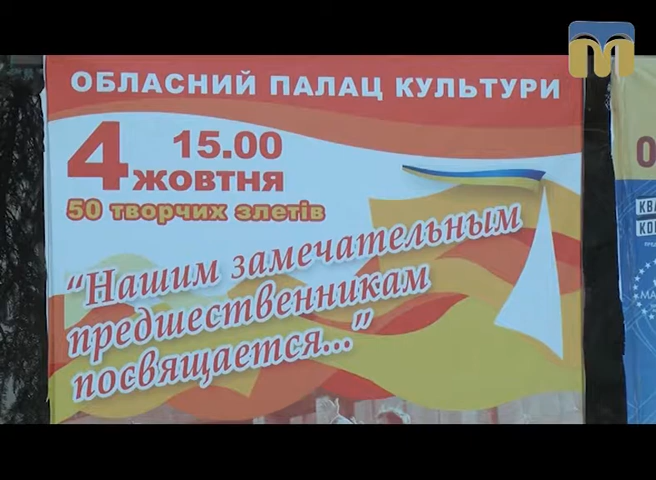 ОБЛАСНИЙ ПАЛАЦ КУЛЬТУРИ
4 15.00
ЖОВТНЯ
50 творчих злетів
“Нашим замечательным
предшественникам
посвящается...”